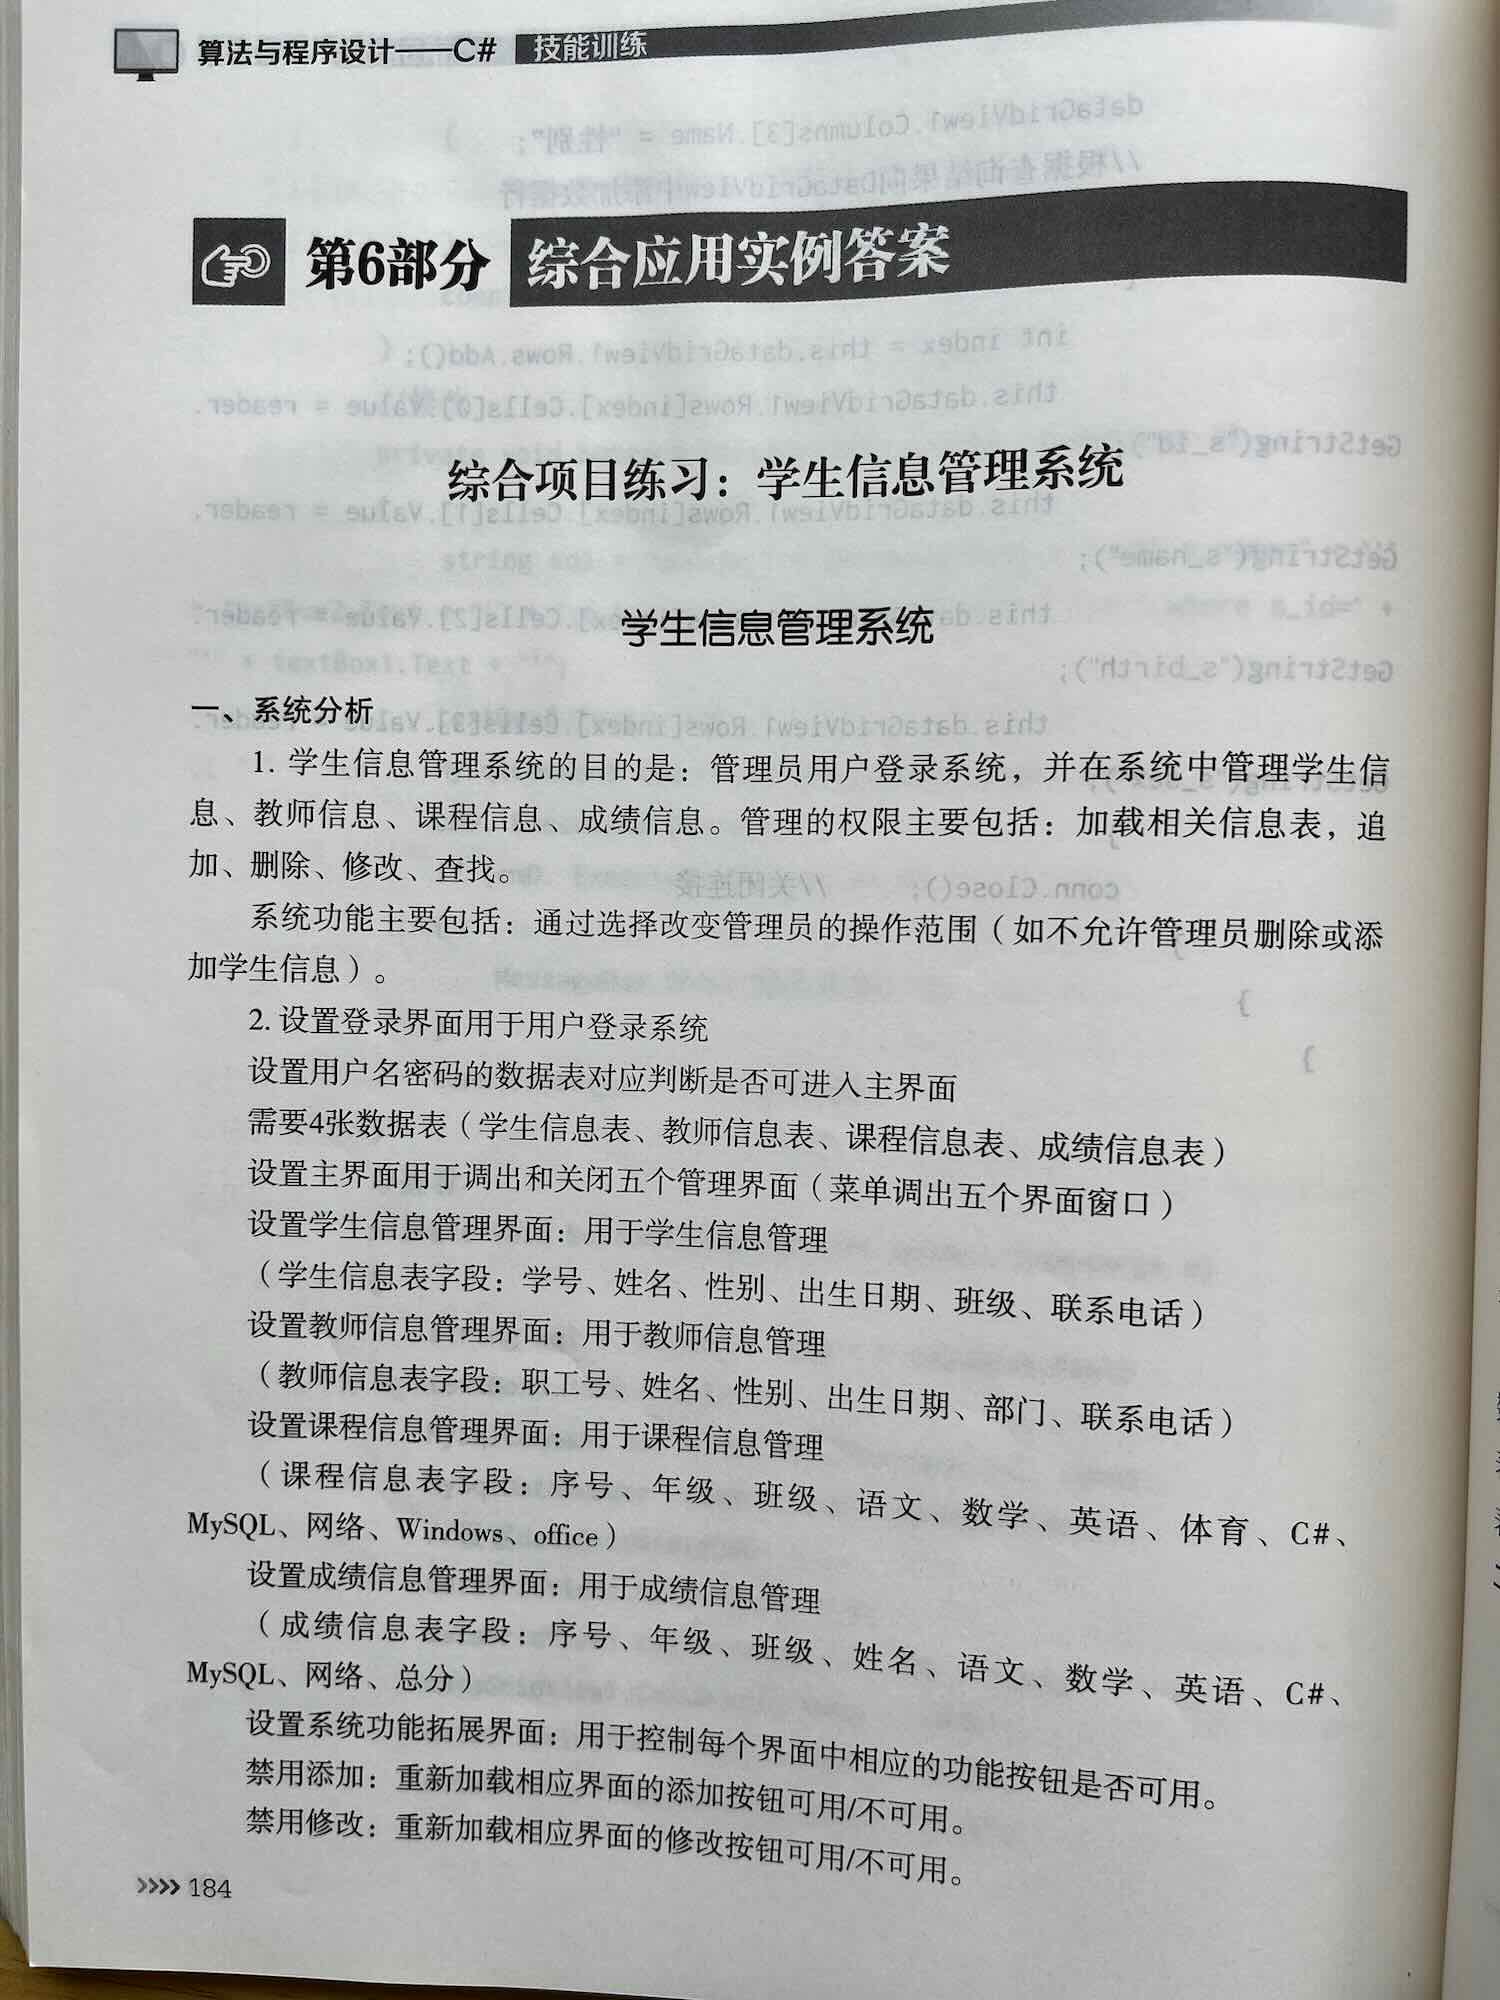 算法与程序设计——C# 技能训练
第6部分 综合应用实例答案
综合项目练习：学生信息管理系统
学生信息管理系统
一、系统分析
1. 学生信息管理系统的目的是：管理员用户登录系统，并在系统中管理学生信
息、教师信息、课程信息、成绩信息。管理的权限主要包括：加载相关信息表，追
加、删除、修改、查找。
系统功能主要包括：通过选择改变管理员的操作范围（如不允许管理员删除或添
加学生信息）。
2. 设置登录界面用于用户登录系统
设置用户名密码的数据表对应判断是否可进入主界面
需要4张数据表（学生信息表、教师信息表、课程信息表、成绩信息表）
设置主界面用于调出和关闭五个管理界面（菜单调出五个界面窗口）
设置学生信息管理界面：用于学生信息管理
（学生信息表字段：学号、姓名、性别、出生日期、班级、联系电话）
设置教师信息管理界面：用于教师信息管理
（教师信息表字段：职工号、姓名、性别、出生日期、部门、联系电话）
设置课程信息管理界面：用于课程信息管理
（课程信息表字段：序号、年级、班级、语文、数学、英语、体育、C#、
MySQL、网络、Windows、office）
设置成绩信息管理界面：用于成绩信息管理
（成绩信息表字段：序号、年级、班级、姓名、语文、数学、英语、C#、
MySQL、网络、总分）
设置系统功能拓展界面：用于控制每个界面中相应的功能按钮是否可用。
禁用添加：重新加载相应界面的添加按钮可用/不可用。
禁用修改：重新加载相应界面的修改按钮可用/不可用。
>>>> 184